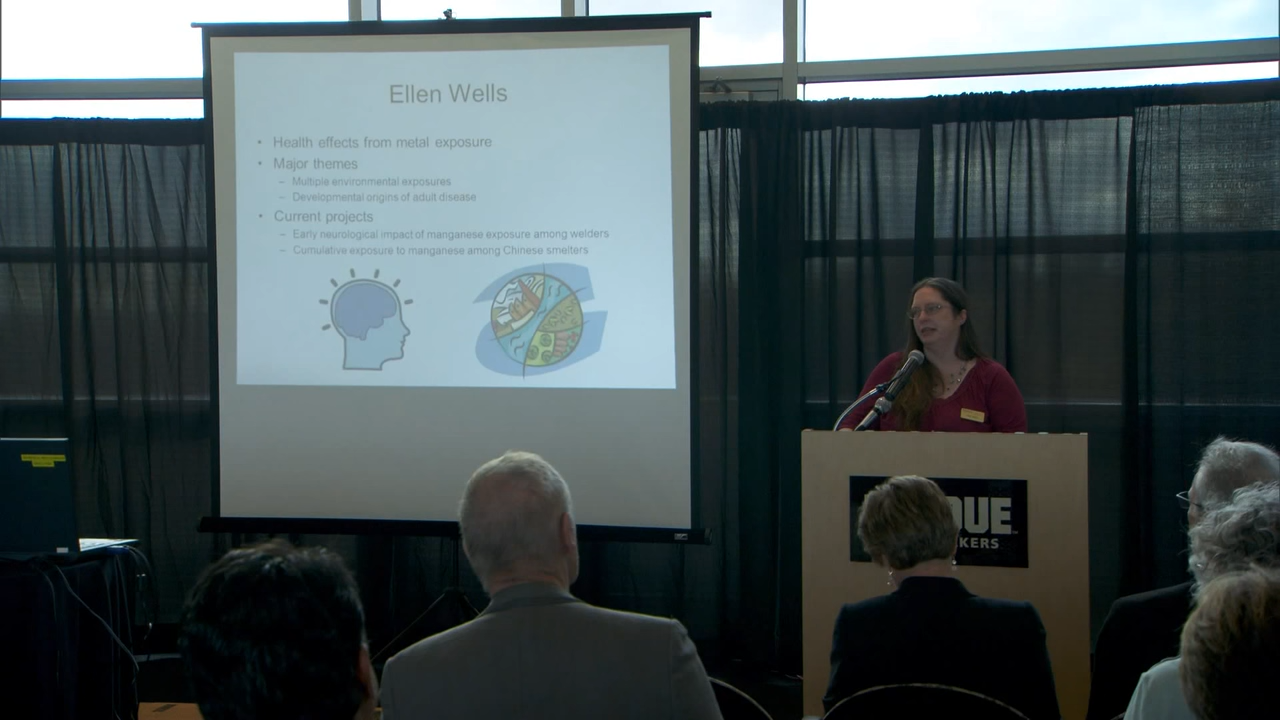 Ellen Wells
• Health effects from metal exposure
• Major themes
– Multiple environmental exposures
– Developmental origins of adult disease
• Current projects
– Early neurological impact of manganese exposure among welders
– Cumulative exposure to manganese among Chinese smelters
DUE
KERS